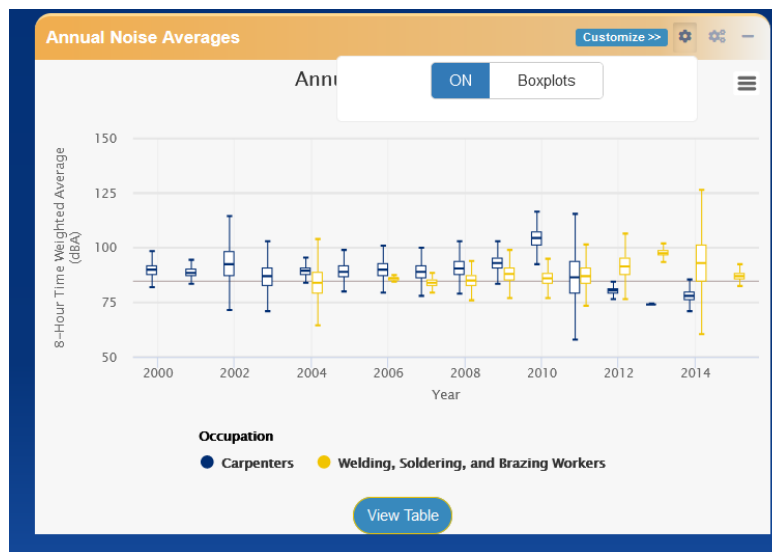 Annual Noise Averages
Customize >>
ON
Boxplots
150
125
100
75
50
8-Hour Time Weighted Average
(dBA)
2000
2002
2004
2006
2008
2010
2012
2014
Year
Occupation
Carpenters
Welding, Soldering, and Brazing Workers
View Table